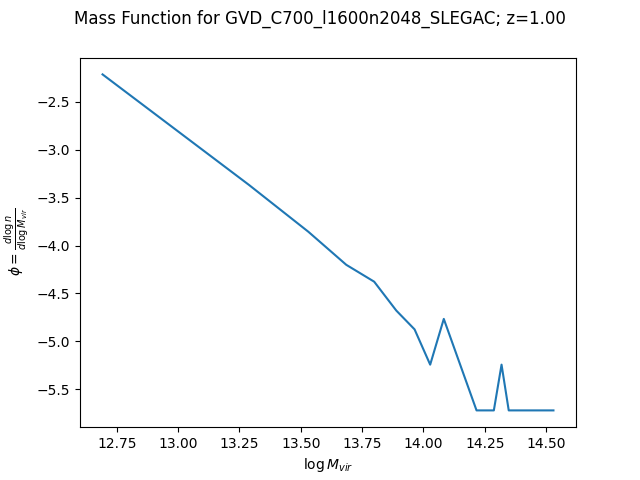 Mass Function for GVD_C700_l1600n2048_SLEGAC; z=1.00
ϕ = d log n / d log M_vir
−2.5
−3.0
−3.5
−4.0
−4.5
−5.0
−5.5
12.75 13.00 13.25 13.50 13.75 14.00 14.25 14.50
log M_vir